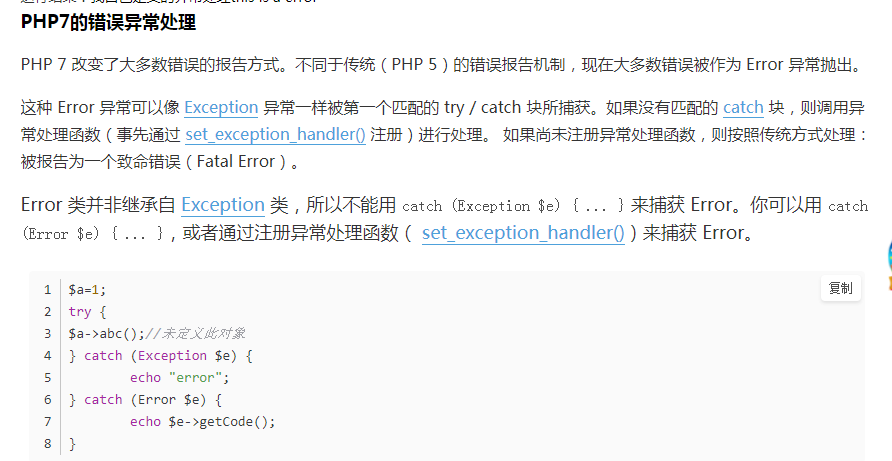 PHP7的错误异常处理
PHP 7 改变了大多数错误的报告方式。不同于传统（PHP 5）的错误报告机制，现在大多数错误被作为 Error 异常抛出。
这种 Error 异常可以像 Exception 异常一样被第一个匹配的 try / catch 块所捕获。如果没有匹配的 catch 块，则调用异
常处理函数（事先通过 set_exception_handler() 注册）进行处理。 如果尚未注册异常处理函数，则按照传统方式处理：
被报告为一个致命错误（Fatal Error）。
Error 类并非继承自 Exception 类，所以不能用 catch (Exception $e) { ... } 来捕获 Error。你可以用 catch
(Error $e) { ... }，或者通过注册异常处理函数（ set_exception_handler()）来捕获 Error。
复制
1 $a=1;
2 try {
3 $a->abc();//未定义此对象
4 } catch (Exception $e) {
5 echo "error";
6 } catch (Error $e) {
7 echo $e->getCode();
8 }